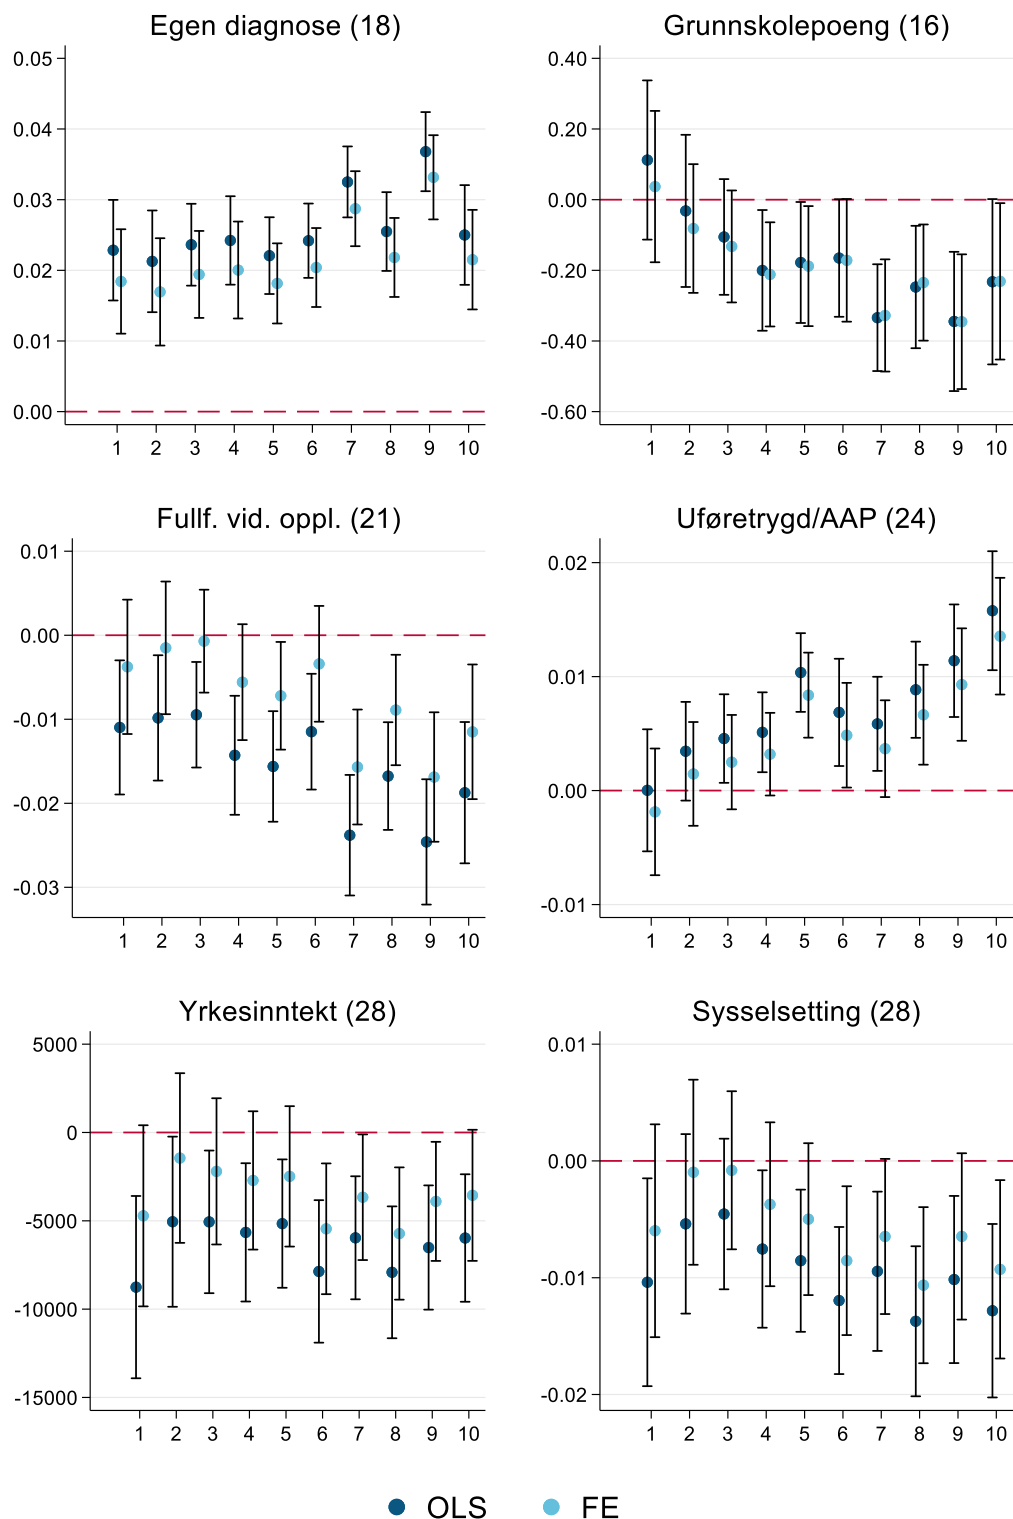 Egen diagnose (18)
0.05
0.04
0.03
0.02
0.01
0.00
1 2 3 4 5 6 7 8 9 10
Grunnskolepoeng (16)
0.40
0.20
0.00
-0.20
-0.40
-0.60
1 2 3 4 5 6 7 8 9 10
Fullf. vid. oppl. (21)
0.01
0.00
-0.01
-0.02
-0.03
1 2 3 4 5 6 7 8 9 10
Uføretrygd/AAP (24)
0.02
0.01
0.00
-0.01
1 2 3 4 5 6 7 8 9 10
Yrkesinntekt (28)
5000
0
-5000
-10000
-15000
1 2 3 4 5 6 7 8 9 10
Sysselsetting (28)
0.01
0.00
-0.01
-0.02
1 2 3 4 5 6 7 8 9 10
OLS FE